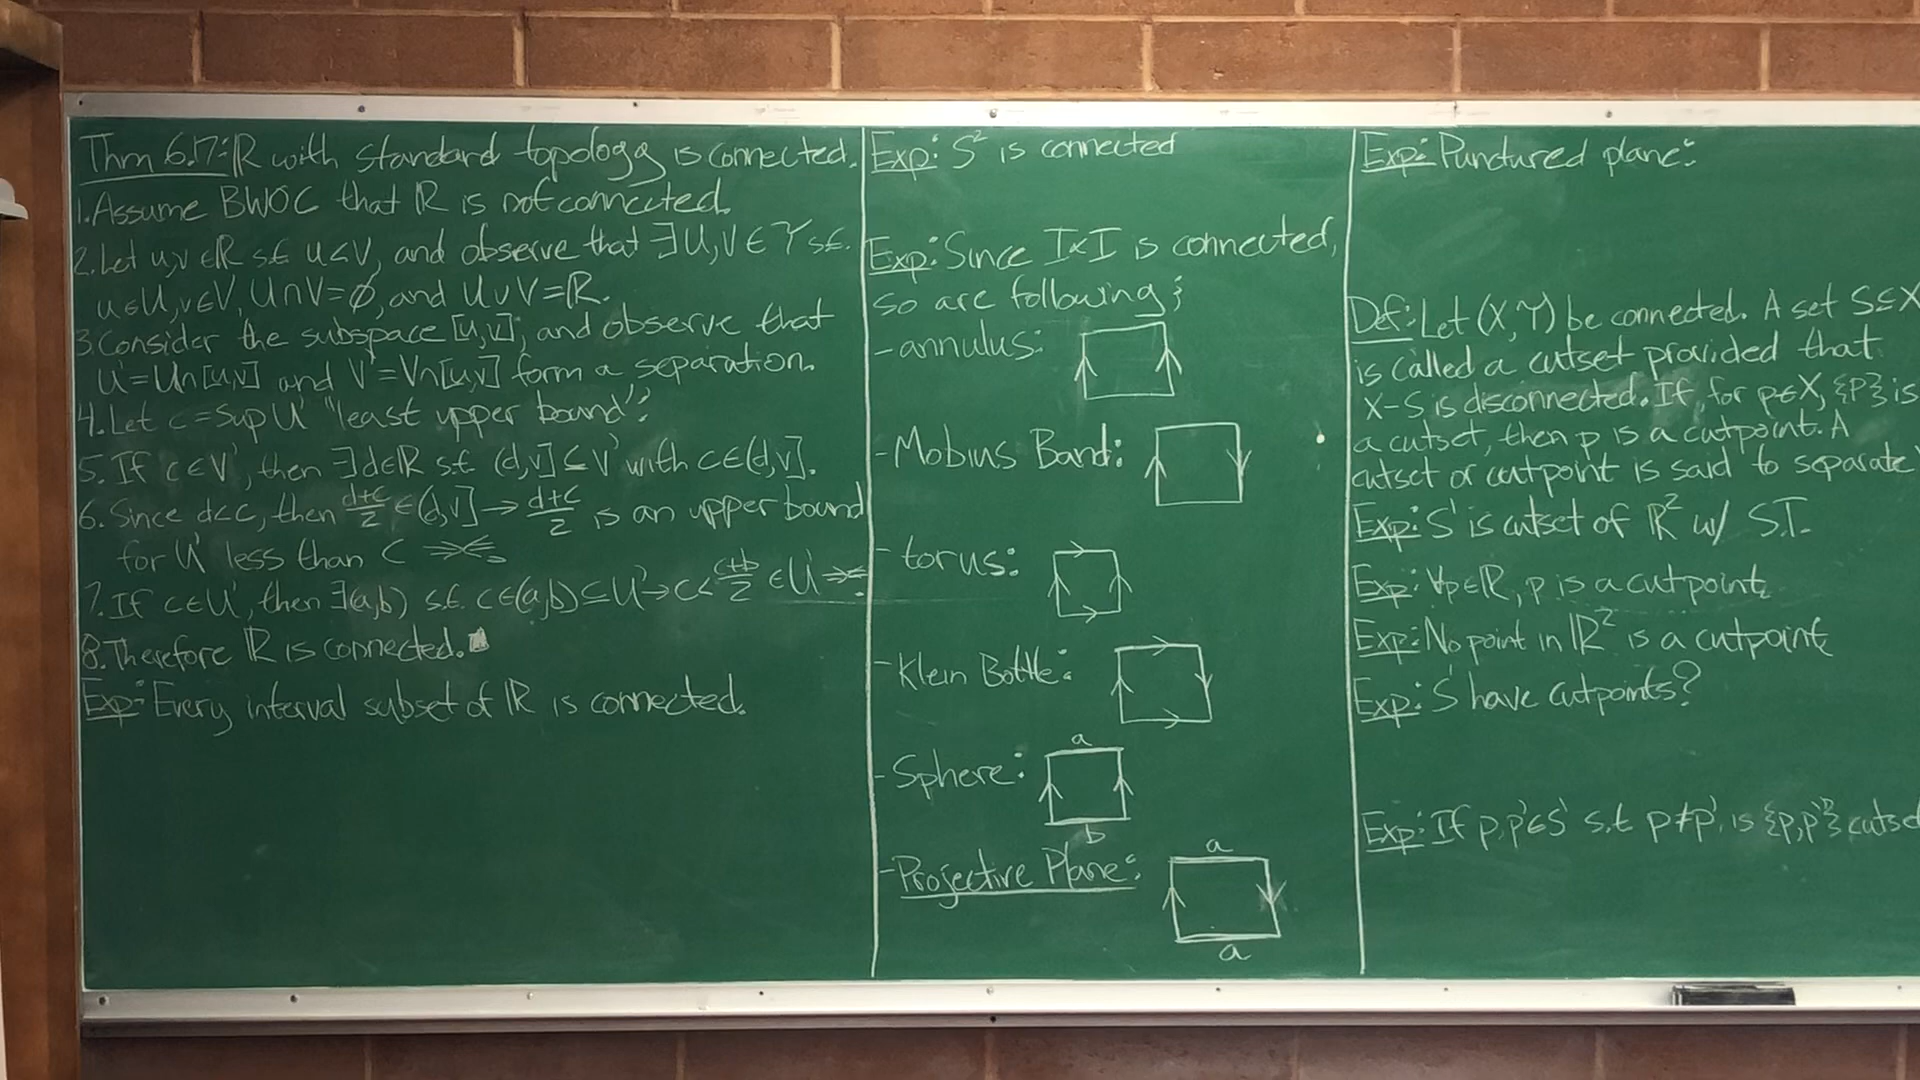 Thm 6.17: ℝ with standard topology is connected.
1. Assume BWOC that ℝ is not connected.
2. Let u,v ∈ ℝ s.t. u<v, and observe that ∃U,V ∈ 𝒯 s.t.
u∈U, v∈V, U∩V=∅, and U∪V=ℝ.
3. Consider the subspace [u,v], and observe that
U'=U∩[u,v] and V'=V∩[u,v] form a separation.
4. Let c=sup U' "least upper bound":
5. If c∈V', then ∃d∈ℝ s.t. (d,v]⊆V' with c∈(d,v].
6. Since d<c, then (d+c)/2 ∈(d,v] → (d+c)/2 is an upper bound
for U' less than c ※
7. If c∈U', then ∃(a,b) s.t. c∈(a,b)⊆U' → c< (c+b)/2 ∈U' ※
8. Therefore ℝ is connected.
Exp: Every interval subset of ℝ is connected.
Exp: S² is connected
Exp: Since I×I is connected,
so are following:
- annulus:
- Mobius Band:
- torus:
- Klein Bottle:
a
- Sphere:
b
a
- Projective Plane:
a
Exp: Punctured plane:
Def: Let (X,𝒯) be connected. A set S⊆X
is called a cutset provided that
X-S is disconnected. If, for p∈X, {p} is
a cutset, then p is a cutpoint. A
cutset or cutpoint is said to separate
Exp: S¹ is cutset of ℝ² w/ S.T.
Exp: ∀p∈ℝ, p is a cutpoint
Exp: No point in ℝ² is a cutpoint
Exp: S¹ have cutpoints?
Exp: If p,p'∈S¹ s.t p≠p', is {p,p'}